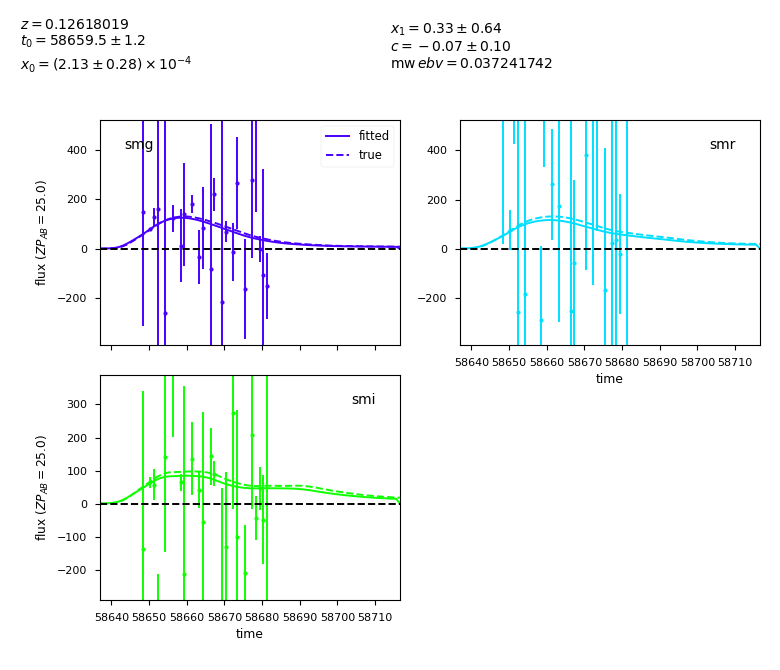 z = 0.12618019
t0 = 58659.5 ± 1.2
x0 = (2.13 ± 0.28) × 10⁻⁴
x1 = 0.33 ± 0.64
c = −0.07 ± 0.10
mwebv = 0.037241742
smg
fitted
true
400
200
0
−200
flux (ZP_AB = 25.0)
smr
400
200
0
−200
58640 58650 58660 58670 58680 58690 58700 58710
time
smi
300
200
100
0
−100
−200
flux (ZP_AB = 25.0)
58640 58650 58660 58670 58680 58690 58700 58710
time